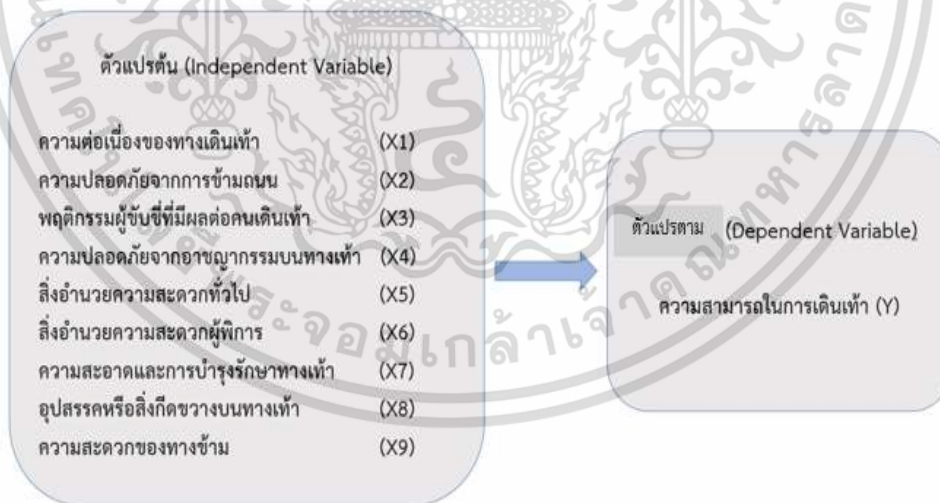 ตัวแปรต้น (Independent Variable)
ความต่อเนื่องของทางเดินเท้า (X1)
ความปลอดภัยจากการข้ามถนน (X2)
พฤติกรรมผู้ขับขี่ที่มีผลต่อคนเดินเท้า (X3)
ความปลอดภัยจากอาชญากรรมบนทางเท้า (X4)
สิ่งอำนวยความสะดวกทั่วไป (X5)
สิ่งอำนวยความสะดวกผู้พิการ (X6)
ความสะอาดและการบำรุงรักษาทางเท้า (X7)
อุปสรรคหรือสิ่งกีดขวางบนทางเท้า (X8)
ความสะดวกของทางข้าม (X9)
ตัวแปรตาม (Dependent Variable)
ความสามารถในการเดินเท้า (Y)